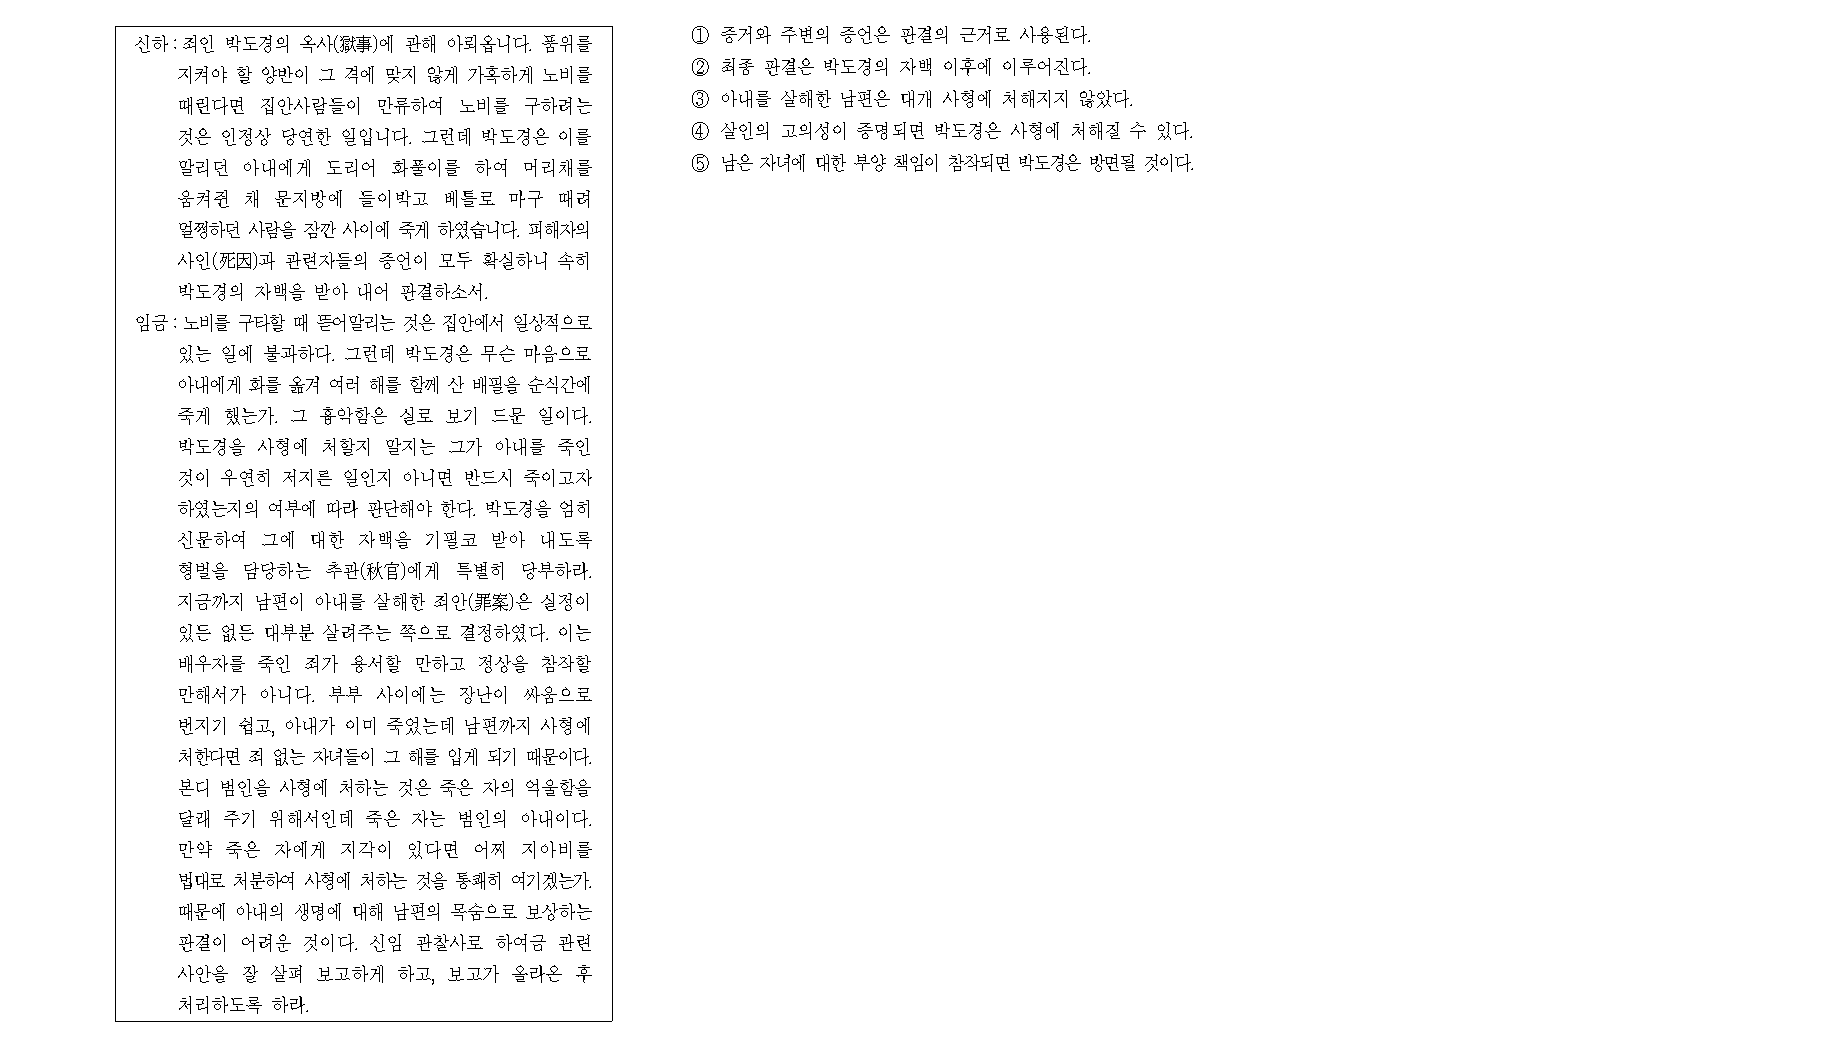 신하 : 죄인 박도경의 옥사(獄事)에 관해 아뢰옵니다. 품위를
지켜야 할 양반이 그 격에 맞지 않게 가혹하게 노비를
때린다면 집안사람들이 만류하여 노비를 구하려는
것은 인정상 당연한 일입니다. 그런데 박도경은 이를
말리던 아내에게 도리어 화풀이를 하여 머리채를
움켜쥔 채 문지방에 들이박고 베틀로 마구 때려
멀쩡하던 사람을 잠깐 사이에 죽게 하였습니다. 피해자의
사인(死因)과 관련자들의 증언이 모두 확실하니 속히
박도경의 자백을 받아 내어 판결하소서.
임금 : 노비를 구타할 때 뜯어말리는 것은 집안에서 일상적으로
있는 일에 불과하다. 그런데 박도경은 무슨 마음으로
아내에게 화를 옮겨 여러 해를 함께 산 배필을 순식간에
죽게 했는가. 그 흉악함은 실로 보기 드문 일이다.
박도경을 사형에 처할지 말지는 그가 아내를 죽인
것이 우연히 저지른 일인지 아니면 반드시 죽이고자
하였는지의 여부에 따라 판단해야 한다. 박도경을 엄히
신문하여 그에 대한 자백을 기필코 받아 내도록
형벌을 담당하는 추관(秋官)에게 특별히 당부하라.
지금까지 남편이 아내를 살해한 죄안(罪案)은 실정이
있든 없든 대부분 살려주는 쪽으로 결정하였다. 이는
배우자를 죽인 죄가 용서할 만하고 정상을 참작할
만해서가 아니다. 부부 사이에는 장난이 싸움으로
번지기 쉽고, 아내가 이미 죽었는데 남편까지 사형에
처한다면 죄 없는 자녀들이 그 해를 입게 되기 때문이다.
본디 범인을 사형에 처하는 것은 죽은 자의 억울함을
달래 주기 위해서인데 죽은 자는 범인의 아내이다.
만약 죽은 자에게 지각이 있다면 어찌 지아비를
법대로 처분하여 사형에 처하는 것을 통쾌히 여기겠는가.
때문에 아내의 생명에 대해 남편의 목숨으로 보상하는
판결이 어려운 것이다. 신임 관찰사로 하여금 관련
사안을 잘 살펴 보고하게 하고, 보고가 올라온 후
처리하도록 하라.
① 증거와 주변의 증언은 판결의 근거로 사용된다.
② 최종 판결은 박도경의 자백 이후에 이루어진다.
③ 아내를 살해한 남편은 대개 사형에 처해지지 않았다.
④ 살인의 고의성이 증명되면 박도경은 사형에 처해질 수 있다.
⑤ 남은 자녀에 대한 부양 책임이 참작되면 박도경은 방면될 것이다.